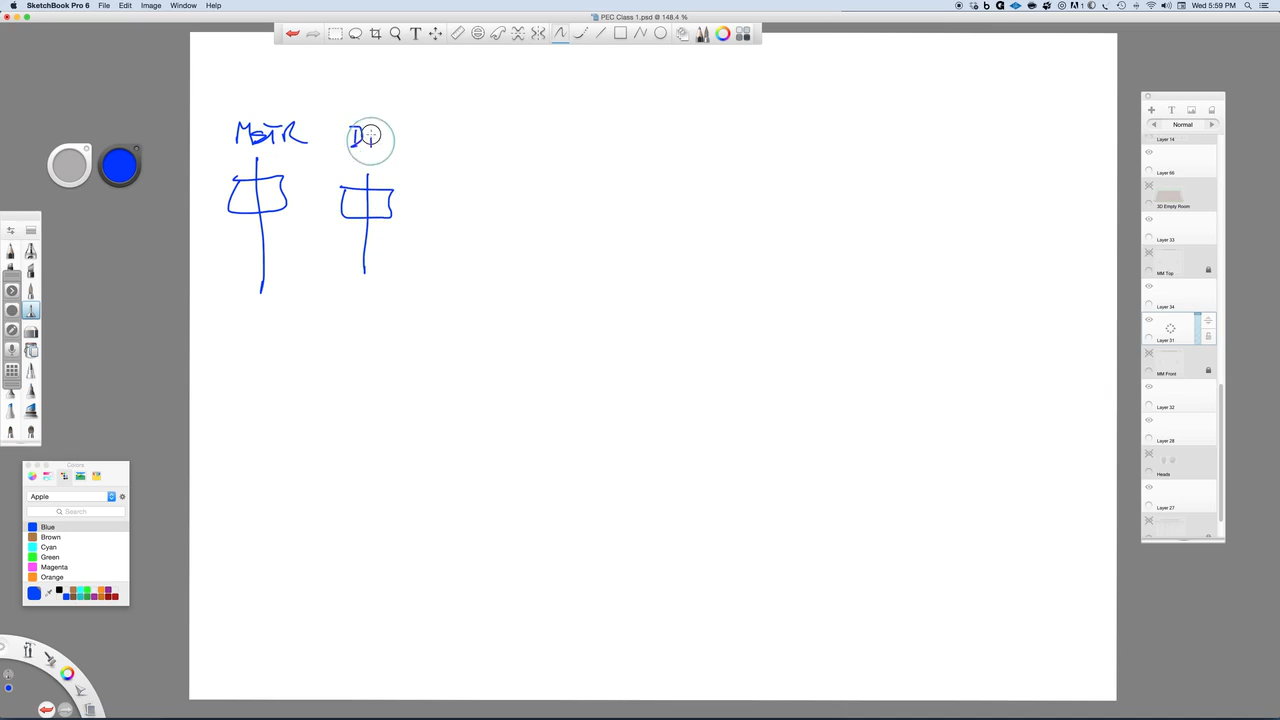 SketchBook Pro 6 File Edit Image Window Help
1 Wed 5:59 PM
PEC Class 1.psd @ 148.4 %
MSTR D
Normal
Layer 14
Layer 66
3D Empty Room
Layer 33
MM Top
Layer 34
Layer 31
MM Front
Layer 32
Layer 28
Heads
Layer 27
Colors
Apple
Search
Blue
Brown
Cyan
Green
Magenta
Orange